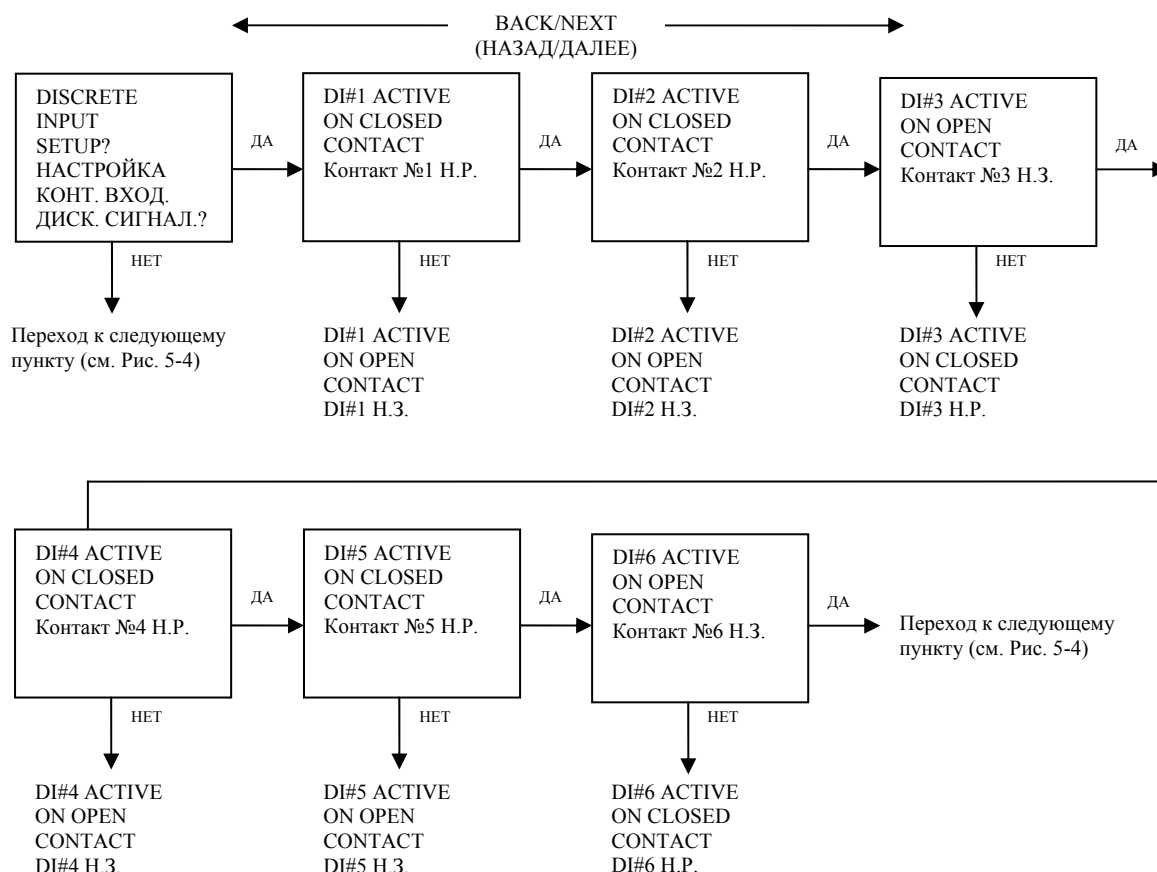 BACK/NEXT
(НАЗАД/ДАЛЕЕ)
DISCRETE
INPUT
SETUP?
НАСТРОЙКА
КОНТ. ВХОД.
ДИСК. СИГНАЛ.?
ДА
DI#1 ACTIVE
ON CLOSED
CONTACT
Контакт №1 Н.Р.
ДА
DI#2 ACTIVE
ON CLOSED
CONTACT
Контакт №2 Н.Р.
ДА
DI#3 ACTIVE
ON OPEN
CONTACT
Контакт №3 Н.З.
ДА
НЕТ
НЕТ
НЕТ
НЕТ
Переход к следующему
пункту (см. Рис. 5-4)
DI#1 ACTIVE
ON OPEN
CONTACT
DI#1 Н.З.
DI#2 ACTIVE
ON OPEN
CONTACT
DI#2 Н.З.
DI#3 ACTIVE
ON CLOSED
CONTACT
DI#3 Н.Р.
DI#4 ACTIVE
ON CLOSED
CONTACT
Контакт №4 Н.Р.
ДА
DI#5 ACTIVE
ON CLOSED
CONTACT
Контакт №5 Н.Р.
ДА
DI#6 ACTIVE
ON OPEN
CONTACT
Контакт №6 Н.З.
ДА
Переход к следующему
пункту (см. Рис. 5-4)
НЕТ
НЕТ
НЕТ
DI#4 ACTIVE
ON OPEN
CONTACT
DI#4 Н.З.
DI#5 ACTIVE
ON OPEN
CONTACT
DI#5 Н.З.
DI#6 ACTIVE
ON CLOSED
CONTACT
DI#6 Н.Р.